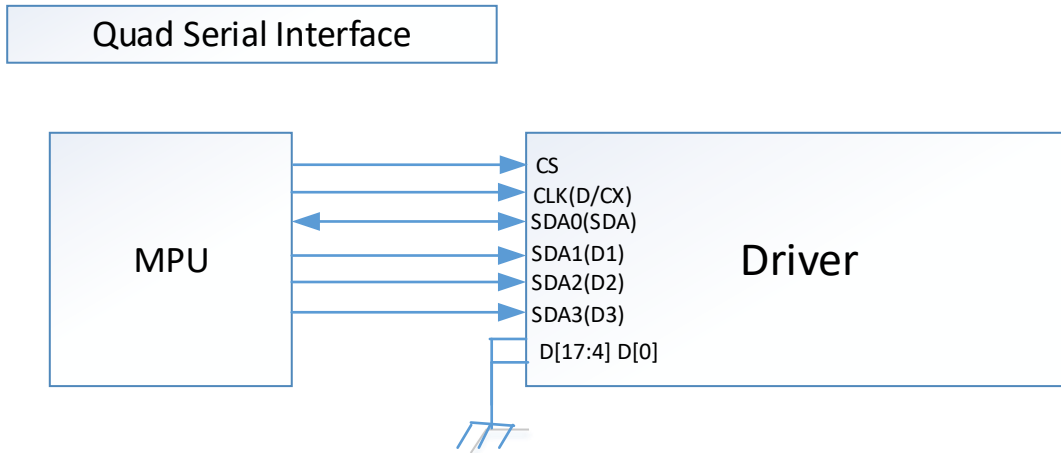 Quad Serial Interface
MPU
CS
CLK(D/CX)
SDA0(SDA)
SDA1(D1)
SDA2(D2)
SDA3(D3)
D[17:4] D[0]
Driver